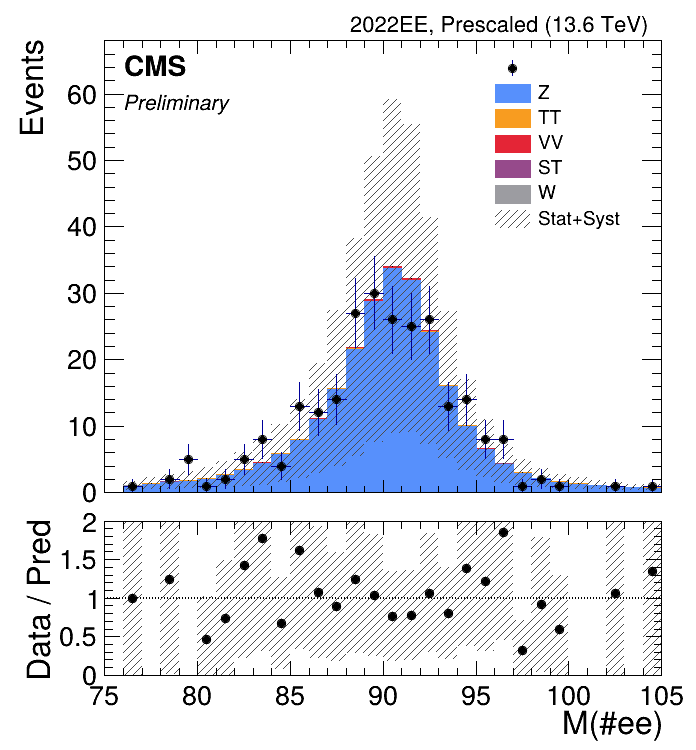 2022EE, Prescaled (13.6 TeV)
CMS
Preliminary
Events
60
50
40
30
20
10
0
Z
TT
VV
ST
W
Stat+Syst
Data / Pred
2
1.5
1
0.5
0
75 80 85 90 95 100 105
M(#ee)